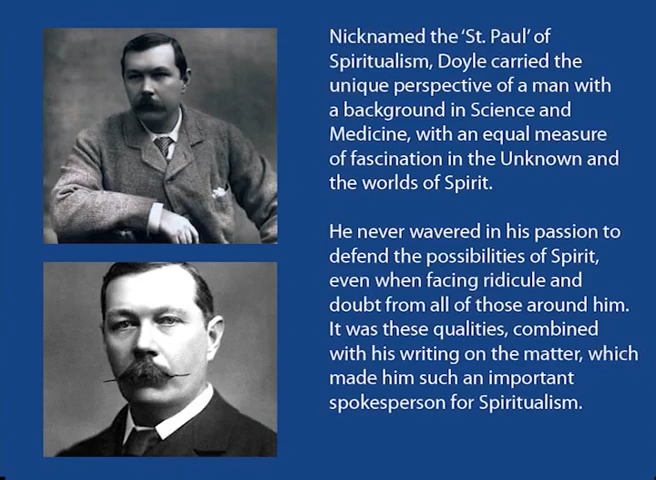 Nicknamed the ‘St. Paul’ of
Spiritualism, Doyle carried the
unique perspective of a man with
a background in Science and
Medicine, with an equal measure
of fascination in the Unknown and
the worlds of Spirit.
He never wavered in his passion to
defend the possibilities of Spirit,
even when facing ridicule and
doubt from all of those around him.
It was these qualities, combined
with his writing on the matter, which
made him such an important
spokesperson for Spiritualism.